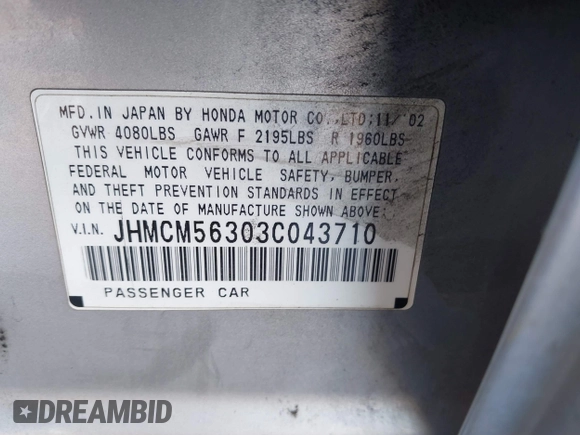 MFD. IN JAPAN BY HONDA MOTOR CO.,LTD; 11/ 02
GVWR 4080LBS GAWR F 2195LBS R 1960LBS
THIS VEHICLE CONFORMS TO ALL APPLICABLE
FEDERAL MOTOR VEHICLE SAFETY, BUMPER,
AND THEFT PREVENTION STANDARDS IN EFFECT
ON THE DATE OF MANUFACTURE SHOWN ABOVE.
V.I.N. JHMCM56303C043710
PASSENGER CAR
DREAMBID